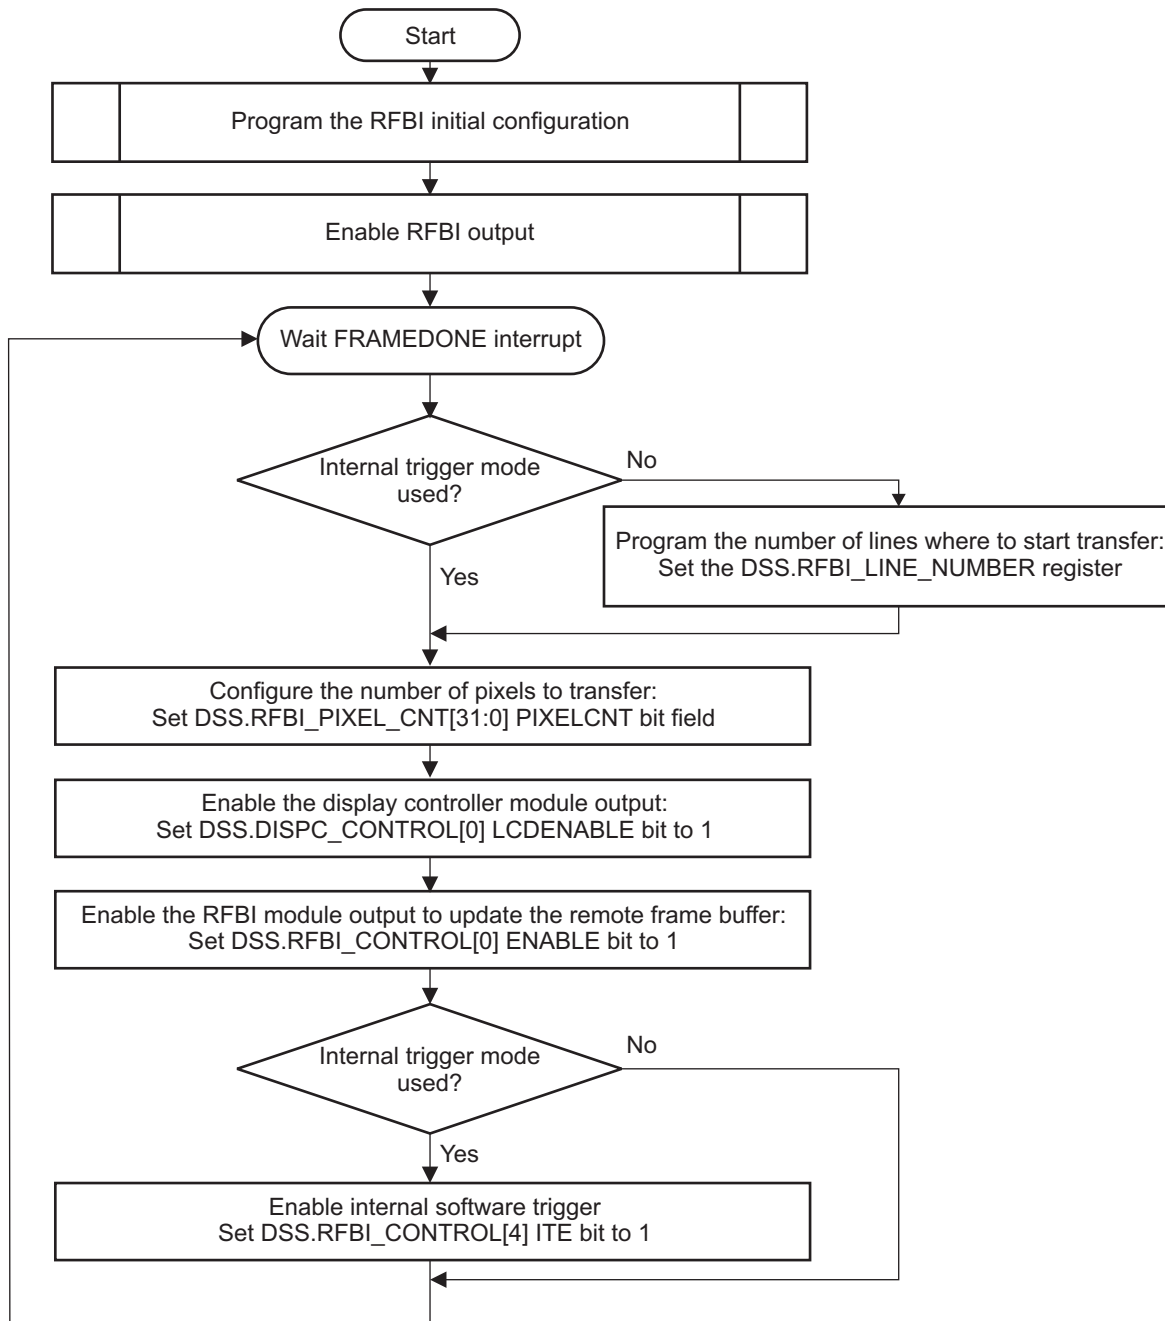 Start
Program the RFBI initial configuration
Enable RFBI output
Wait FRAMEDONE interrupt
Internal trigger mode
used?
No
Program the number of lines where to start transfer:
Set the DSS.RFBI_LINE_NUMBER register
Yes
Configure the number of pixels to transfer:
Set DSS.RFBI_PIXEL_CNT[31:0] PIXELCNT bit field
Enable the display controller module output:
Set DSS.DISPC_CONTROL[0] LCDENABLE bit to 1
Enable the RFBI module output to update the remote frame buffer:
Set DSS.RFBI_CONTROL[0] ENABLE bit to 1
Internal trigger mode
used?
No
Yes
Enable internal software trigger
Set DSS.RFBI_CONTROL[4] ITE bit to 1